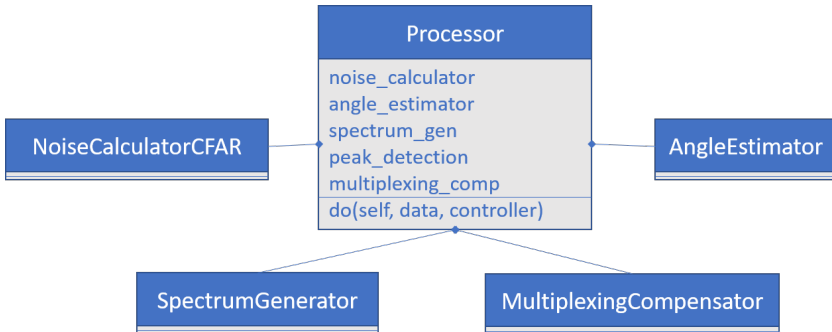 Processor
noise_calculator
angle_estimator
spectrum_gen
peak_detection
multiplexing_comp
do(self, data, controller)
NoiseCalculatorCFAR
AngleEstimator
SpectrumGenerator
MultiplexingCompensator